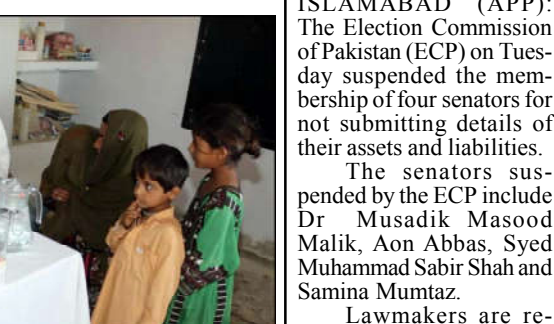 ISLAMABAD (APP):
The Election Commission
of Pakistan (ECP) on Tues-
day suspended the mem-
bership of four senators for
not submitting details of
their assets and liabilities.
The senators sus-
pended by the ECP include
Dr Musadik Masood
Malik, Aon Abbas, Syed
Muhammad Sabir Shah and
Samina Mumtaz.
Lawmakers are re-